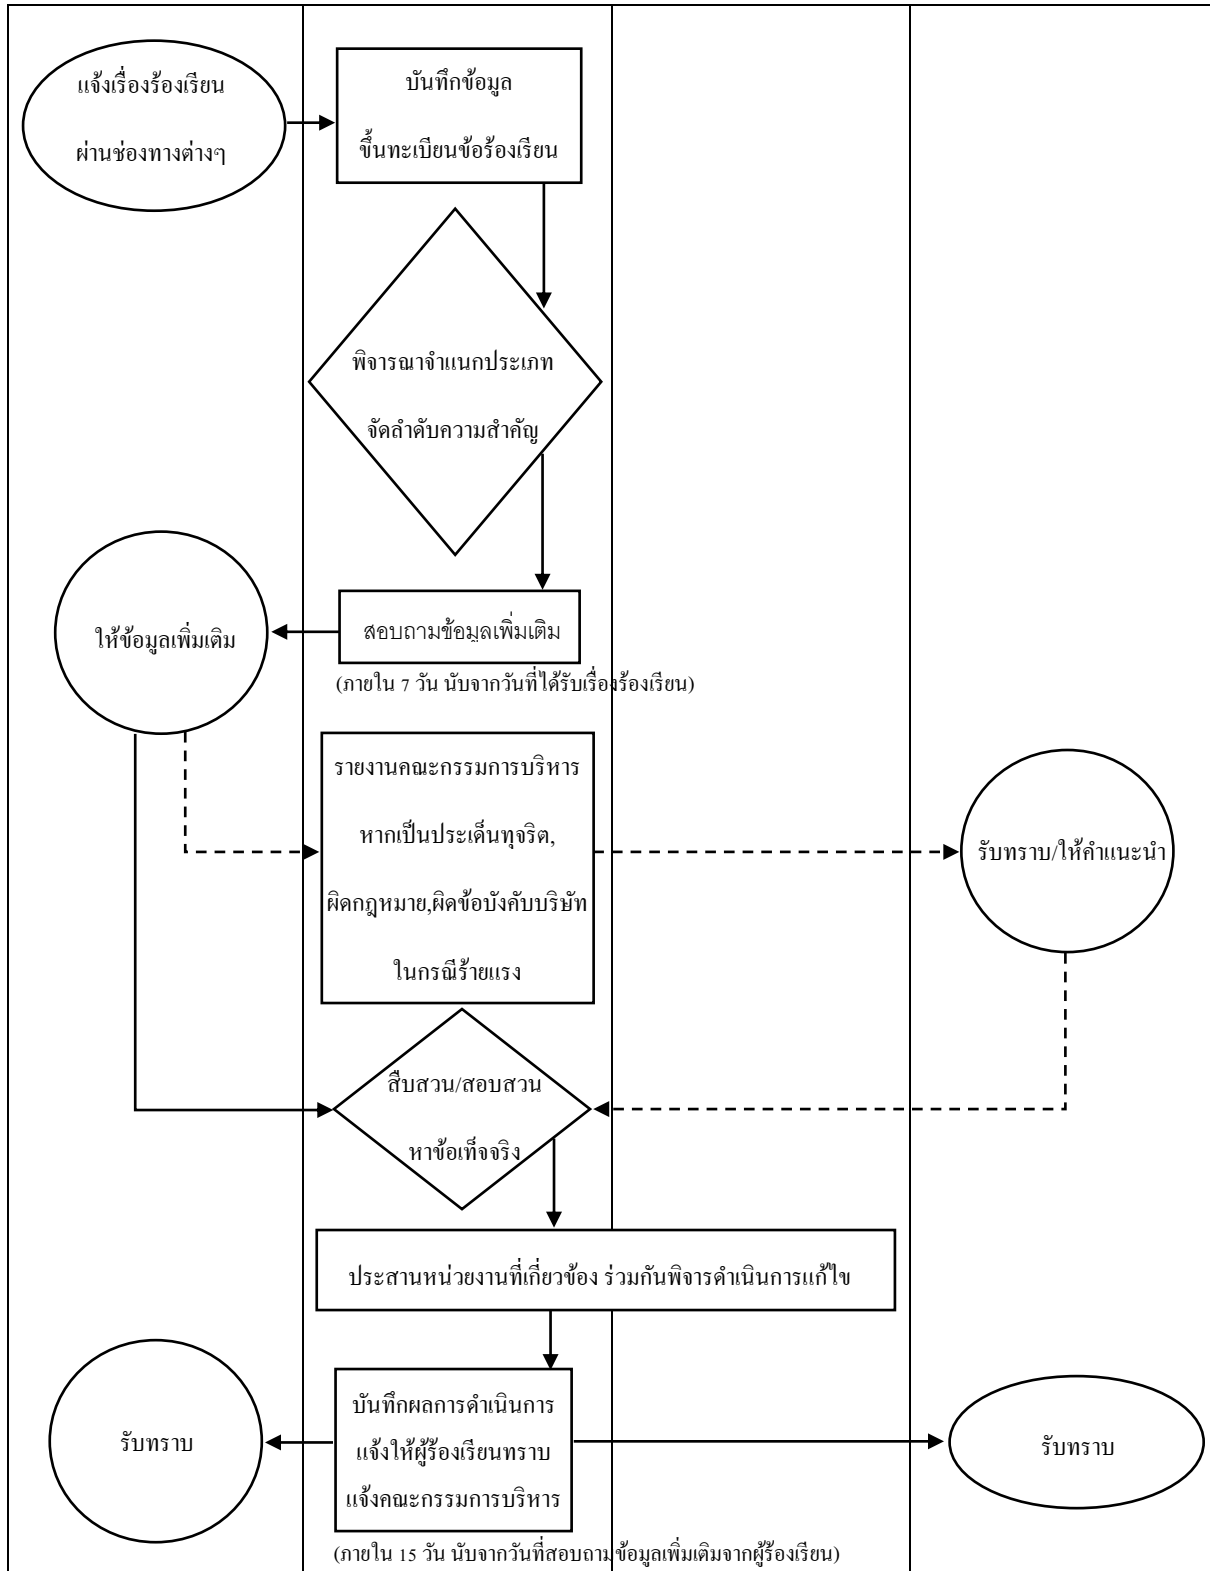 แจ้งเรื่องร้องเรียน
ผ่านช่องทางต่างๆ
บันทึกข้อมูล
ขึ้นทะเบียนข้อร้องเรียน
พิจารณาจำแนกประเภท
จัดลำดับความสำคัญ
ให้ข้อมูลเพิ่มเติม
สอบถามข้อมูลเพิ่มเติม
(ภายใน 7 วัน นับจากวันที่ได้รับเรื่องร้องเรียน)
รายงานคณะกรรมการบริหาร
หากเป็นประเด็นทุจริต,
ผิดกฎหมาย,ผิดข้อบังคับบริษัท
ในกรณีร้ายแรง
รับทราบ/ให้คำแนะนำ
สืบสวน/สอบสวน
หาข้อเท็จจริง
ประสานหน่วยงานที่เกี่ยวข้อง ร่วมกันพิจารดำเนินการแก้ไข
รับทราบ
บันทึกผลการดำเนินการ
แจ้งให้ผู้ร้องเรียนทราบ
แจ้งคณะกรรมการบริหาร
รับทราบ
(ภายใน 15 วัน นับจากวันที่สอบถามข้อมูลเพิ่มเติมจากผู้ร้องเรียน)